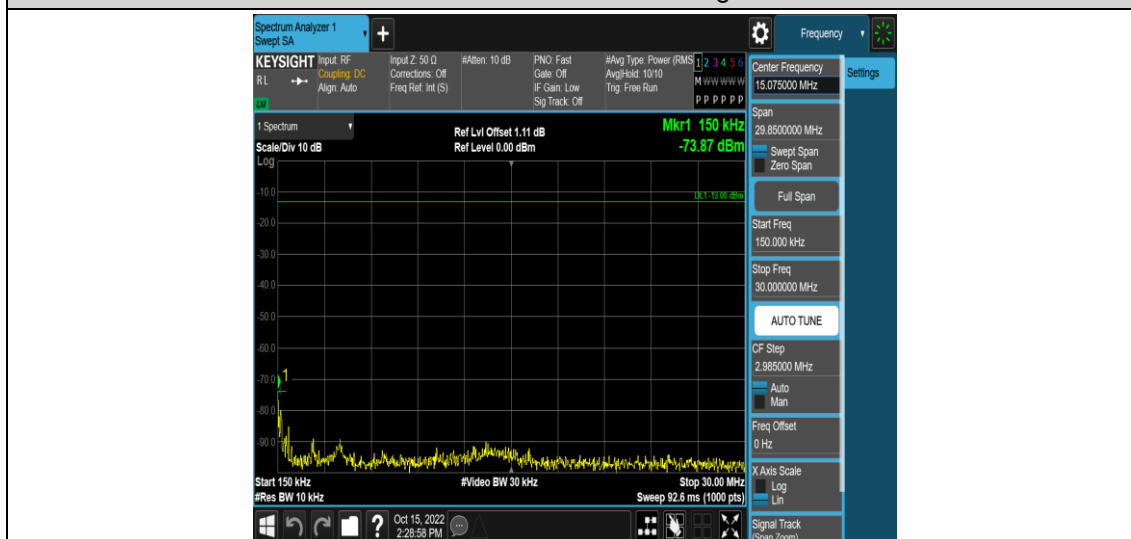 Spectrum Analyzer 1
Swept SA
Frequency
KEYSIGHT
RL
LXI
Input: RF
Coupling: DC
Align: Auto
Input Z: 50 Ω
Corrections: Off
Freq Ref: Int (S)
#Atten: 10 dB
PNO: Fast
Gate: Off
IF Gain: Low
Sig Track: Off
#Avg Type: Power (RMS
Avg|Hold: 10/10
Trig: Free Run
1 2 3 4 5 6
M W W W W W
P P P P P P
1 Spectrum
Scale/Div 10 dB
Log
Ref Lvl Offset 1.11 dB
Ref Level 0.00 dBm
Mkr1 150 kHz
-73.87 dBm
DL1 -13.00 dBm
-10.0
-20.0
-30.0
-40.0
-50.0
-60.0
-70.0
1
-80.0
-90.0
Start 150 kHz
#Video BW 30 kHz
Stop 30.00 MHz
#Res BW 10 kHz
Sweep 92.6 ms (1000 pts)
?
Oct 15, 2022
2:28:58 PM
Center Frequency
15.075000 MHz
Settings
Span
29.8500000 MHz
Swept Span
Zero Span
Full Span
Start Freq
150.000 kHz
Stop Freq
30.000000 MHz
AUTO TUNE
CF Step
2.985000 MHz
Auto
Man
Freq Offset
0 Hz
X Axis Scale
Log
Lin
Signal Track
(Span Zoom)